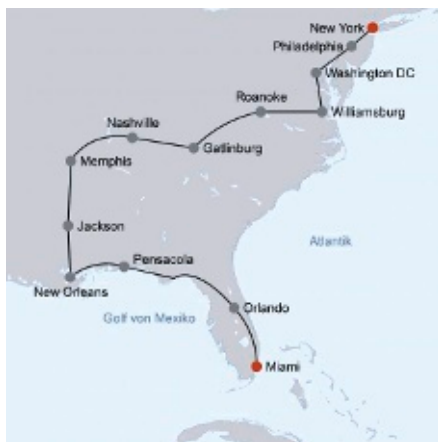 New York
Philadelphia
Washington DC
Roanoke
Williamsburg
Nashville
Gatlinburg
Memphis
Jackson
Atlantik
Pensacola
New Orleans
Orlando
Golf von Mexiko
Miami